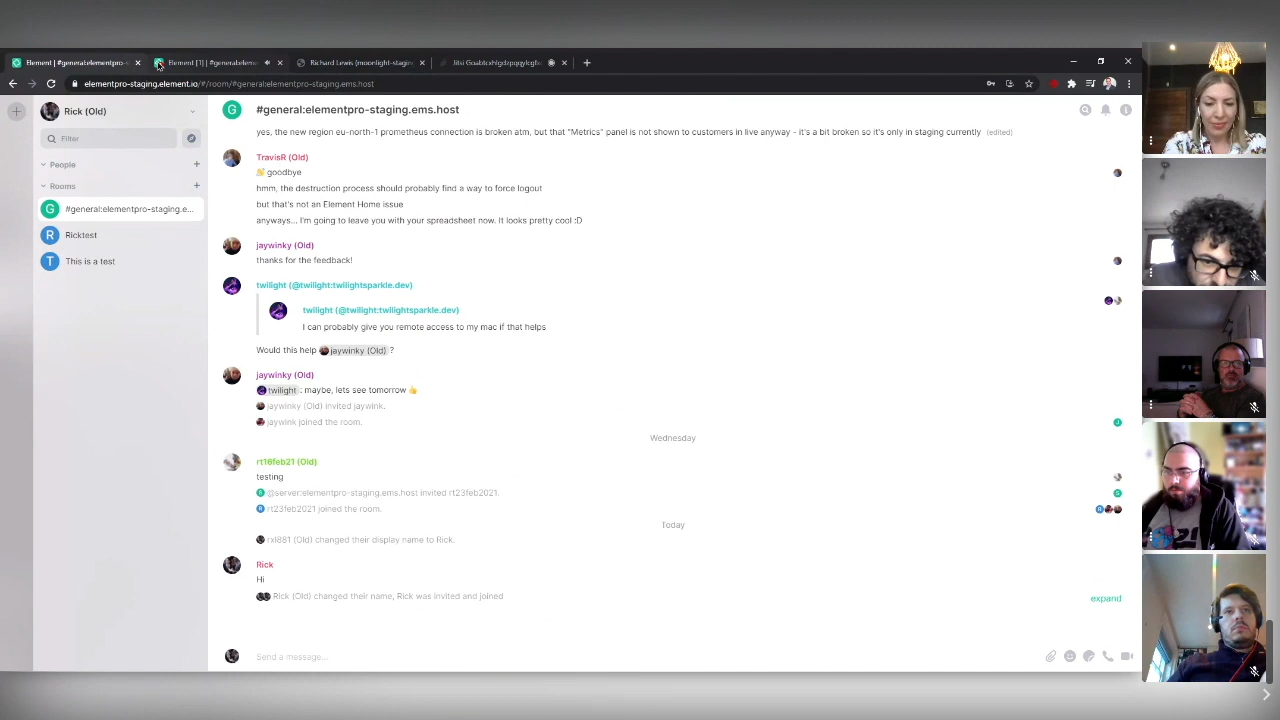 Element | #general:elementpro-s
Element [1] | #generalelemen
Richard Lewis (moonlight-staging
elementpro-staging.element.io/#/room/#general:elementpro-staging.ems.host
Rick (Old)
G
#general:elementpro-staging.ems.host
yes, the new region eu-north-1 prometheus connection is broken atm, but that "Metrics" panel is not shown to customers in live anyway - it's a bit broken so it's only in staging currently (edited)
Filter
People
Rooms
G #general:elementpro-staging.e...
R Ricktest
T This is a test
TravisR (Old)
goodbye
hmm, the destruction process should probably find a way to force logout
but that's not an Element Home issue
anyways... I'm going to leave you with your spreadsheet now. It looks pretty cool :D
jaywinky (Old)
thanks for the feedback!
twilight (@twilight:twilightsparkle.dev)
twilight (@twilight:twilightsparkle.dev)
I can probably give you remote access to my mac if that helps
Would this help jaywinky (Old) ?
jaywinky (Old)
twilight : maybe, lets see tomorrow
jaywinky (Old) invited jaywink.
jaywink joined the room.
Wednesday
rt16feb21 (Old)
testing
@server:elementpro-staging.ems.host invited rt23feb2021.
rt23feb2021 joined the room.
Today
rxl881 (Old) changed their display name to Rick.
Rick
Hi
Rick (Old) changed their name, Rick was invited and joined
expand
Send a message...